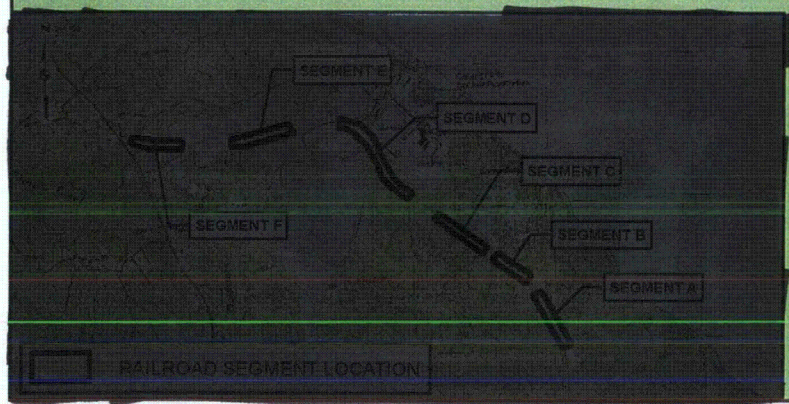 SEGMENT E
SEGMENT D
SEGMENT C
SEGMENT F
SEGMENT B
SEGMENT A
RAILROAD SEGMENT LOCATION